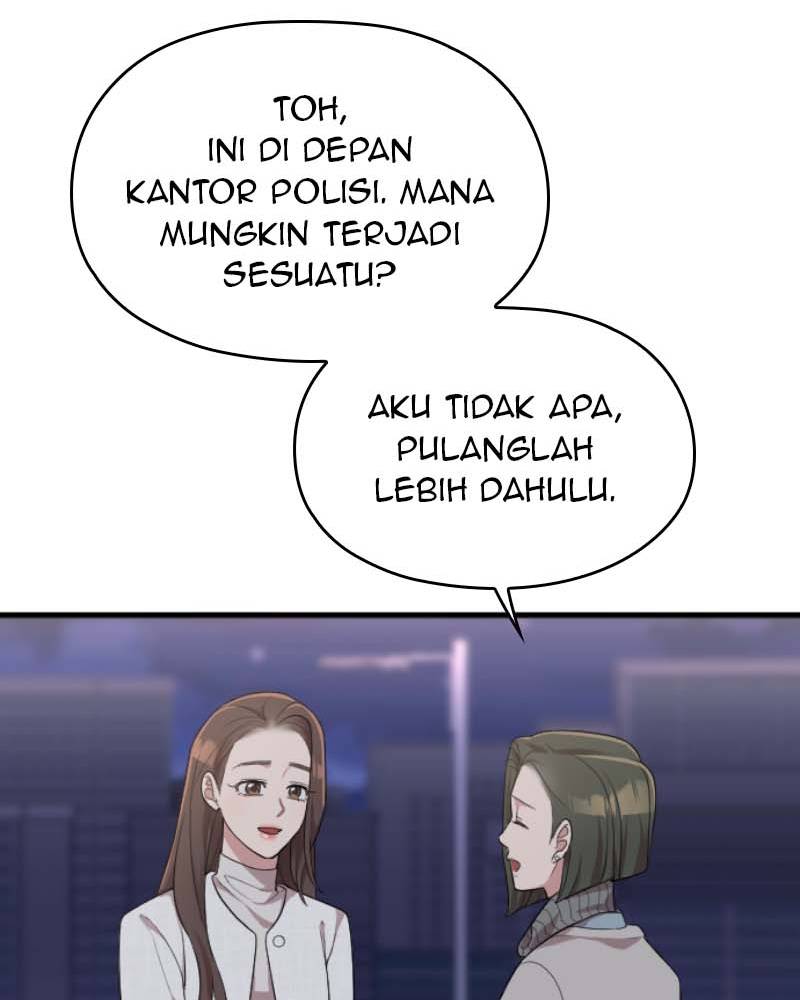 TOH,
INI DI DEPAN
KANTOR POLISI. MANA
MUNGKIN TERJADI
SESUATU?
AKU TIDAK APA,
PULANGLAH
LEBIH DAHULU.